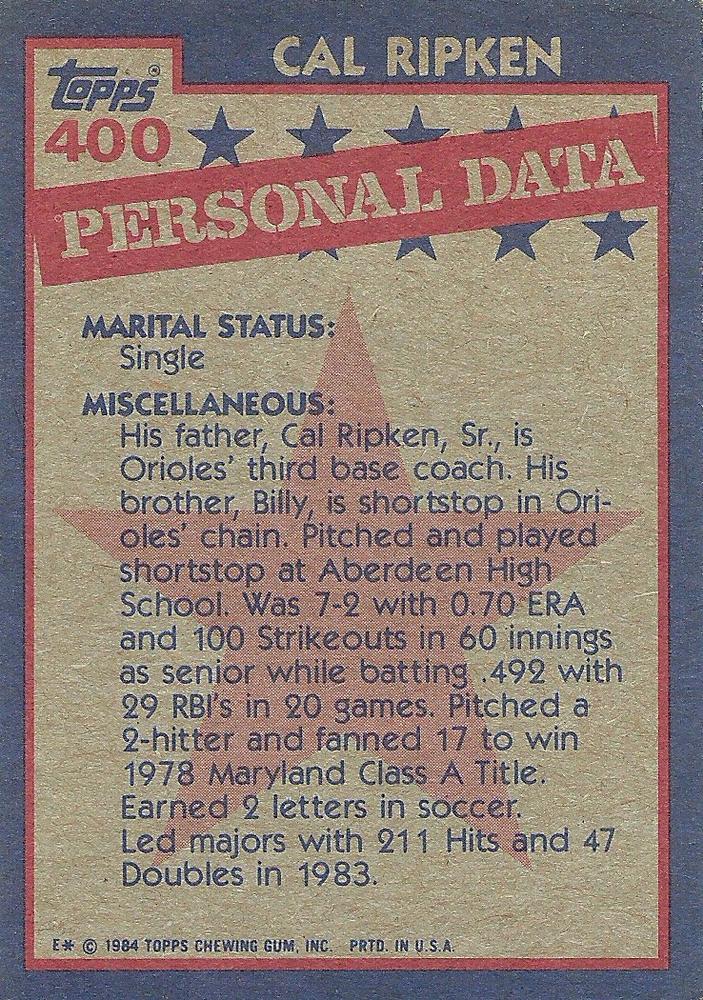 CAL RIPKEN
Topps®
400
PERSONAL DATA
MARITAL STATUS:
Single
MISCELLANEOUS:
His father, Cal Ripken, Sr., is
Orioles' third base coach. His
brother, Billy, is shortstop in Ori-
oles' chain. Pitched and played
shortstop at Aberdeen High
School. Was 7-2 with 0.70 ERA
and 100 Strikeouts in 60 innings
as senior while batting .492 with
29 RBI's in 20 games. Pitched a
2-hitter and fanned 17 to win
1978 Maryland Class A Title.
Earned 2 letters in soccer.
Led majors with 211 Hits and 47
Doubles in 1983.
E* © 1984 TOPPS CHEWING GUM, INC. PRTD. IN U.S.A.